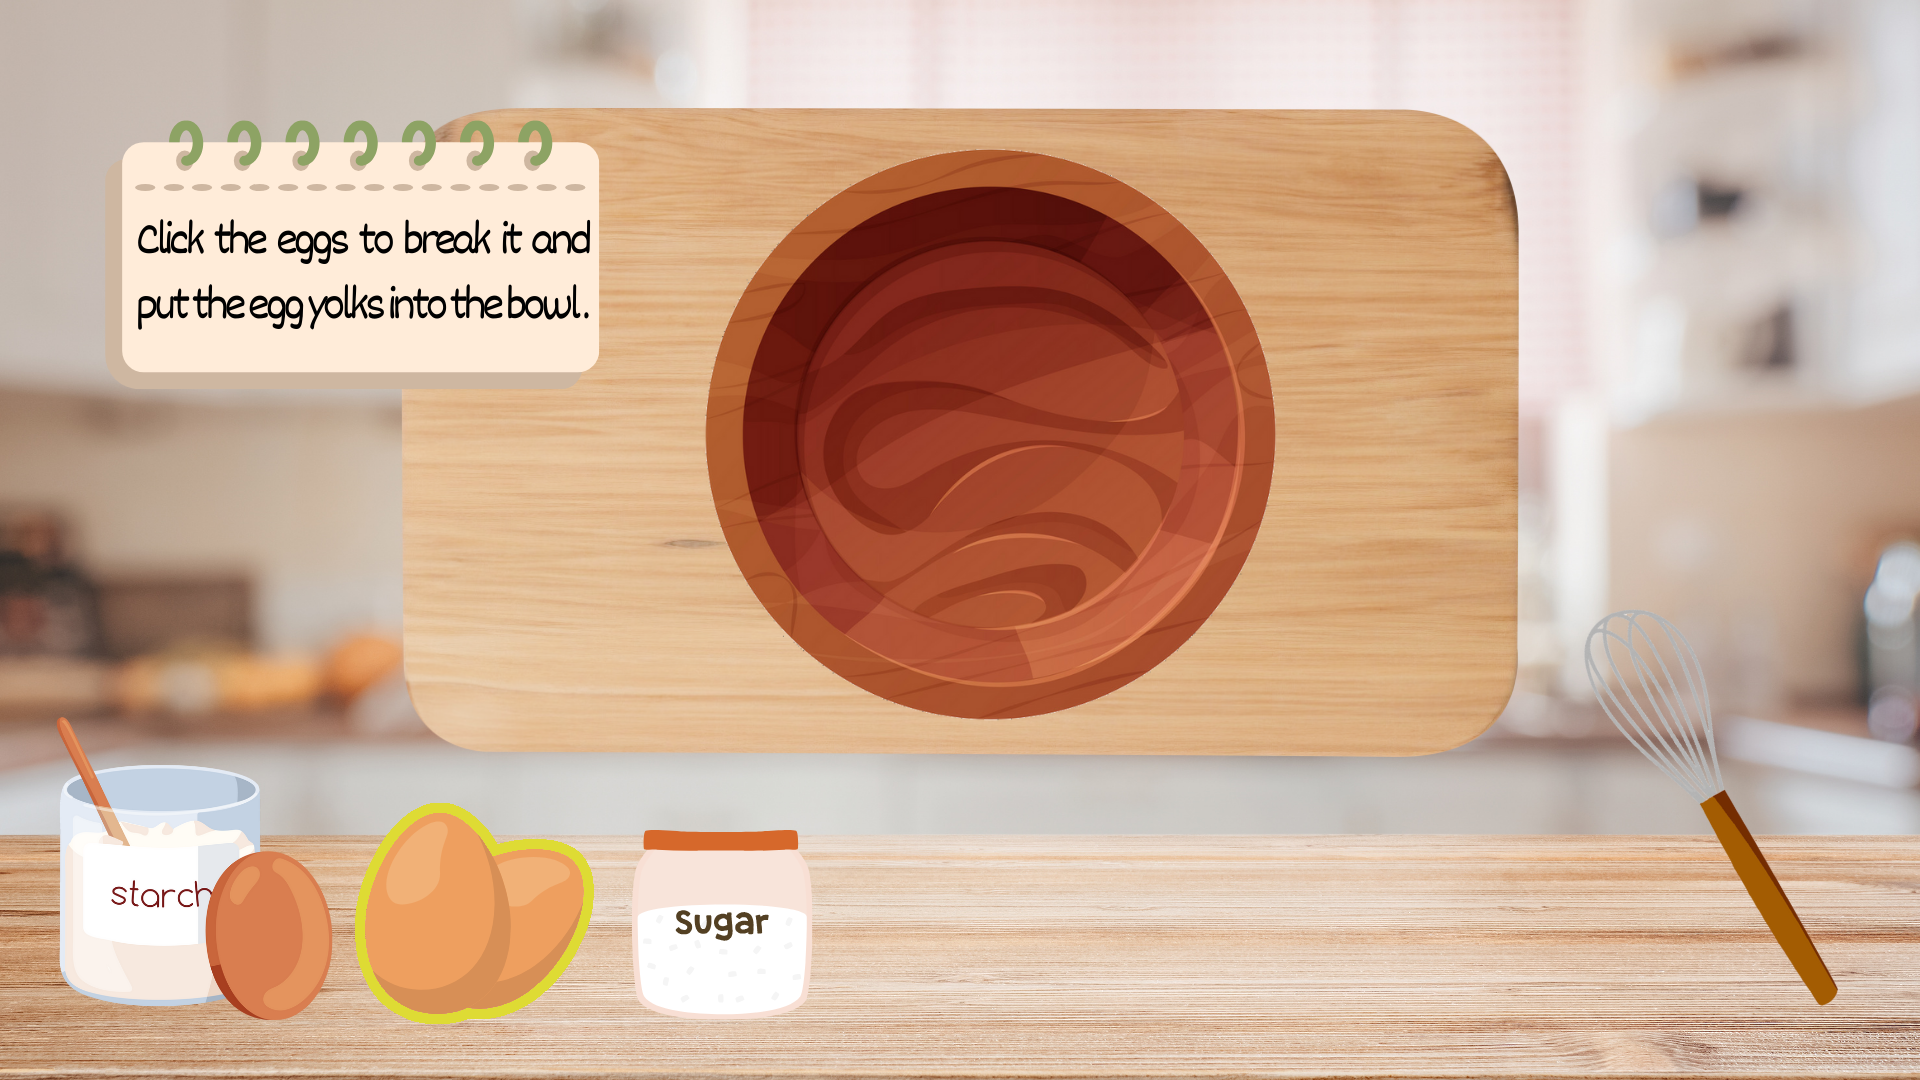 Click the eggs to break it and
put the egg yolks into the bowl.
starch
Sugar